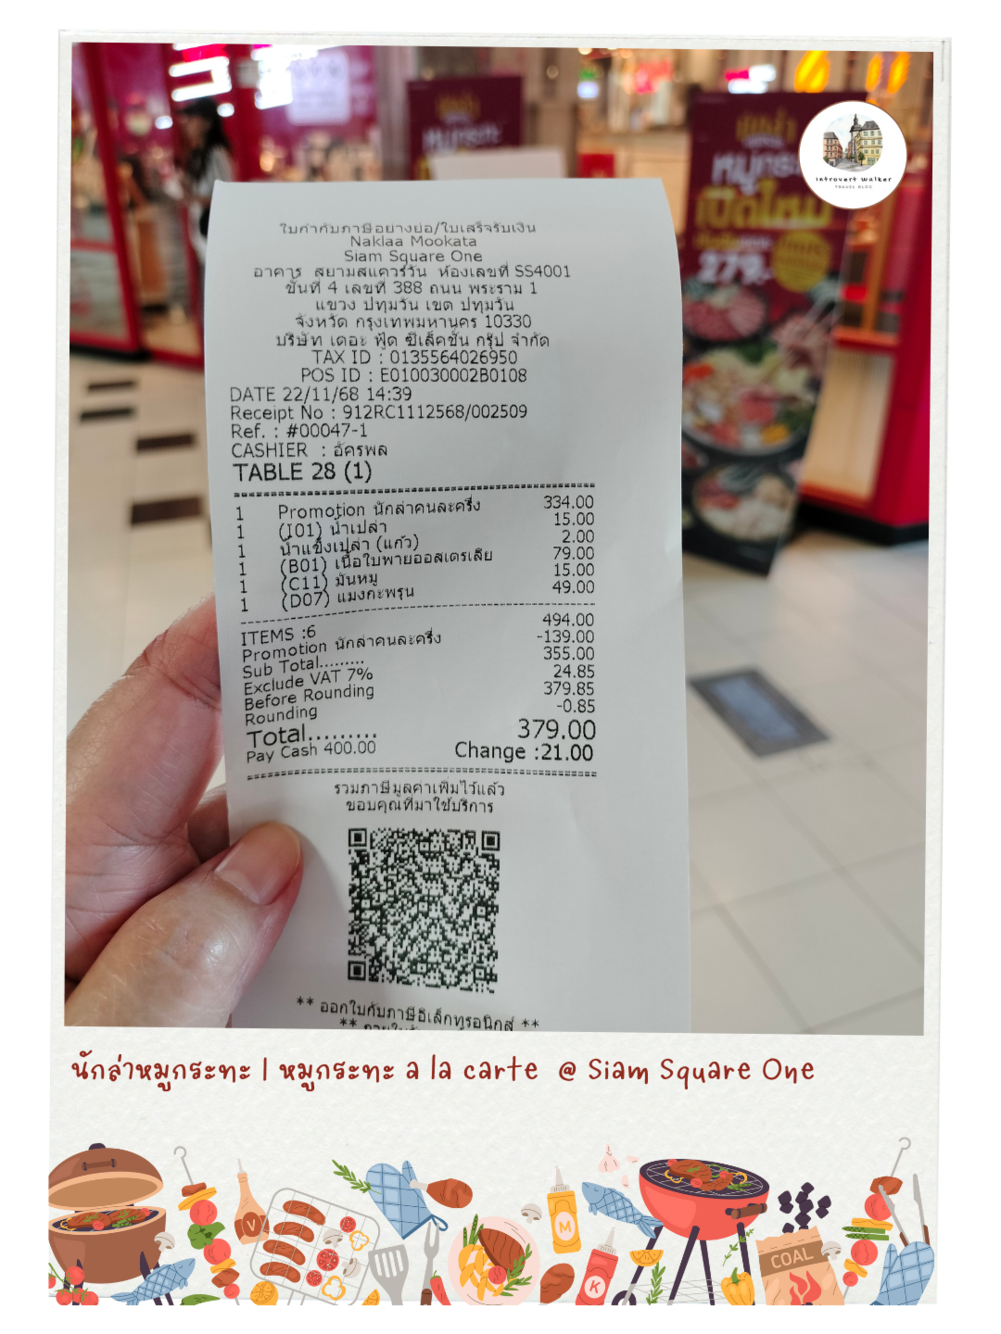 Introvert Walker
TRAVEL BLOG
หมูกระ
เปิดใหม่
279.-
ใบกำกับภาษีอย่างย่อ/ใบเสร็จรับเงิน
Naklaa Mookata
Siam Square One
อาคาร สยามสแควร์วัน ห้องเลขที่ SS4001
ชั้นที่ 4 เลขที่ 388 ถนน พระราม 1
แขวง ปทุมวัน เขต ปทุมวัน
จังหวัด กรุงเทพมหานคร 10330
บริษัท เดอะ ฟู้ด ซีเล็คชั่น กรุ๊ป จำกัด
TAX ID : 0135564026950
POS ID : E010030002B0108
DATE 22/11/68 14:39
Receipt No : 912RC1112568/002509
Ref. : #00047-1
CASHIER : อัครพล
TABLE 28 (1)
1 Promotion นักล่าคนละครึ่ง 334.00
1 (I01) น้ำเปล่า 15.00
1 น้ำแข็งเปล่า (แก้ว) 2.00
1 (B01) เนื้อใบพายออสเตรเลีย 79.00
1 (C11) มันหมู 15.00
1 (D07) แมงกะพรุน 49.00
ITEMS :6 494.00
Promotion นักล่าคนละครึ่ง -139.00
Sub Total......... 355.00
Exclude VAT 7% 24.85
Before Rounding 379.85
Rounding -0.85
Total......... 379.00
Pay Cash 400.00 Change :21.00
รวมภาษีมูลค่าเพิ่มไว้แล้ว
ขอบคุณที่มาใช้บริการ
** ออกใบกำกับภาษีอิเล็กทรอนิกส์ **
นักล่าหมูกระทะ | หมูกระทะ a la carte @ Siam Square One
V
M
K
COAL